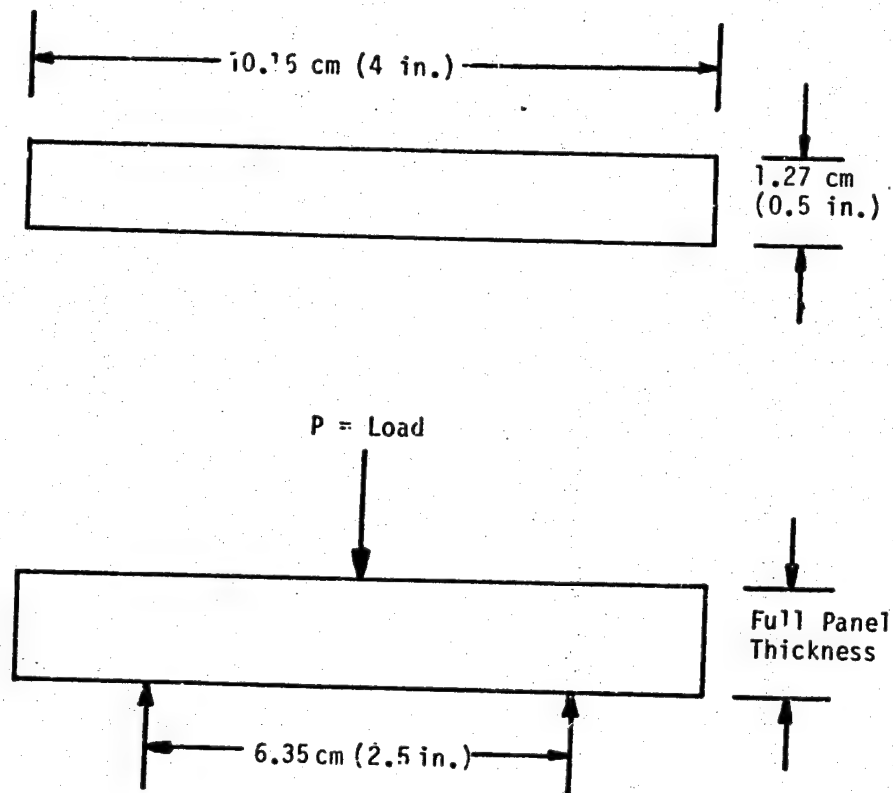 10.15 cm (4 in.)
1.27 cm
(0.5 in.)
P = Load
Full Panel
Thickness
6.35 cm (2.5 in.)